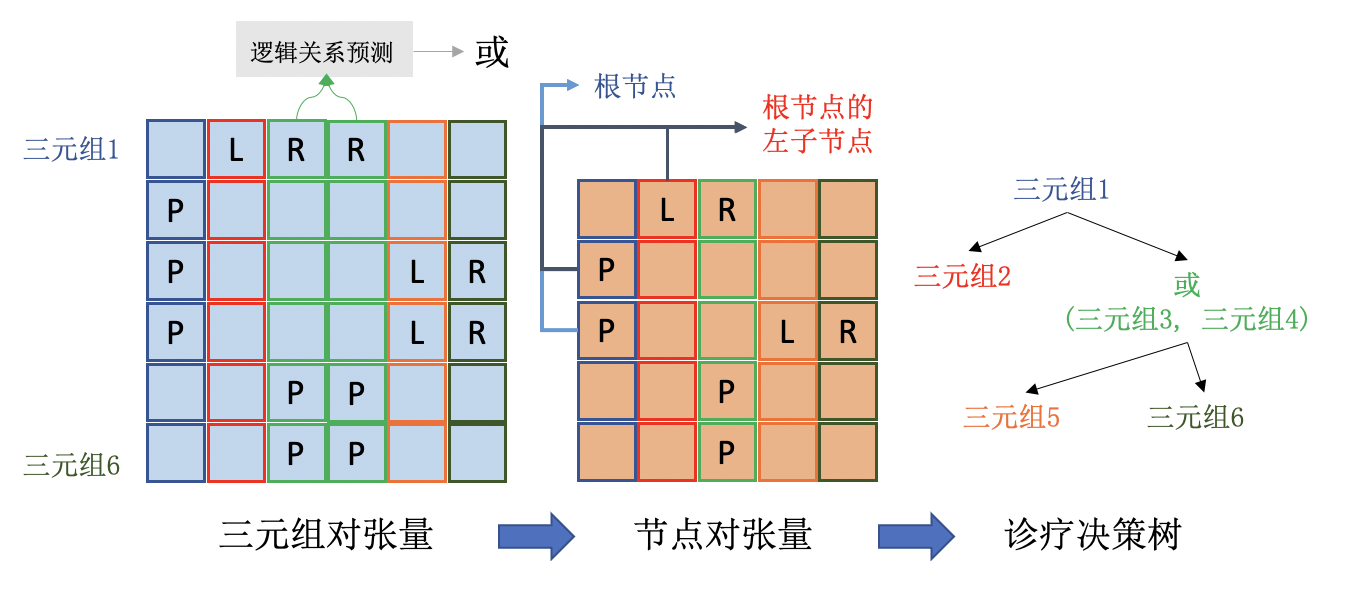 逻辑关系预测
或
根节点
根节点的
左子节点
三元组1
L R R
P
P L R
P L R
P P
P P
三元组6
L R
P
P L R
P
P
三元组1
三元组2
或
(三元组3, 三元组4)
三元组5
三元组6
三元组对张量
节点对张量
诊疗决策树